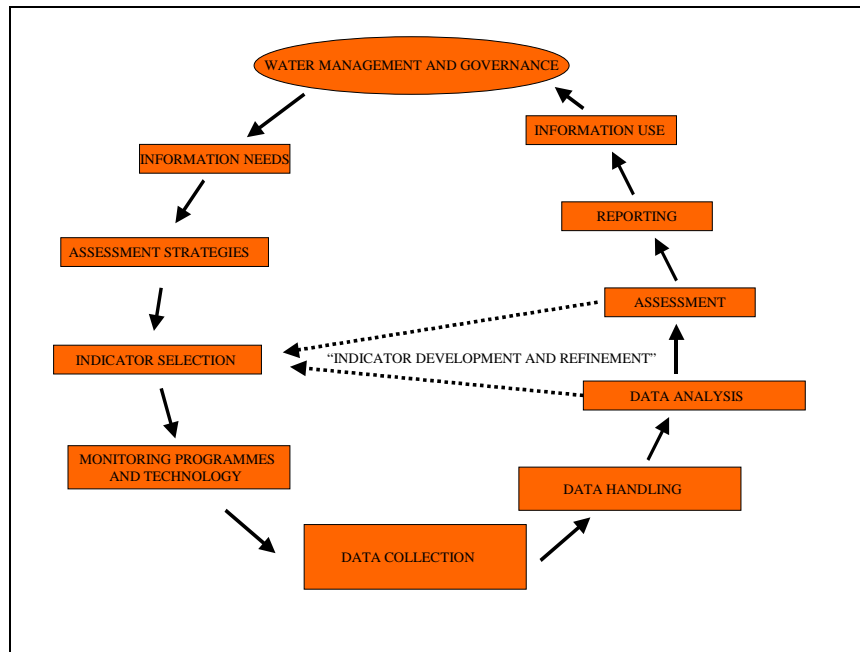 WATER MANAGEMENT AND GOVERNANCE
INFORMATION USE
INFORMATION NEEDS
REPORTING
ASSESSMENT STRATEGIES
ASSESSMENT
INDICATOR SELECTION
“INDICATOR DEVELOPMENT AND REFINEMENT”
DATA ANALYSIS
MONITORING PROGRAMMES
AND TECHNOLOGY
DATA HANDLING
DATA COLLECTION